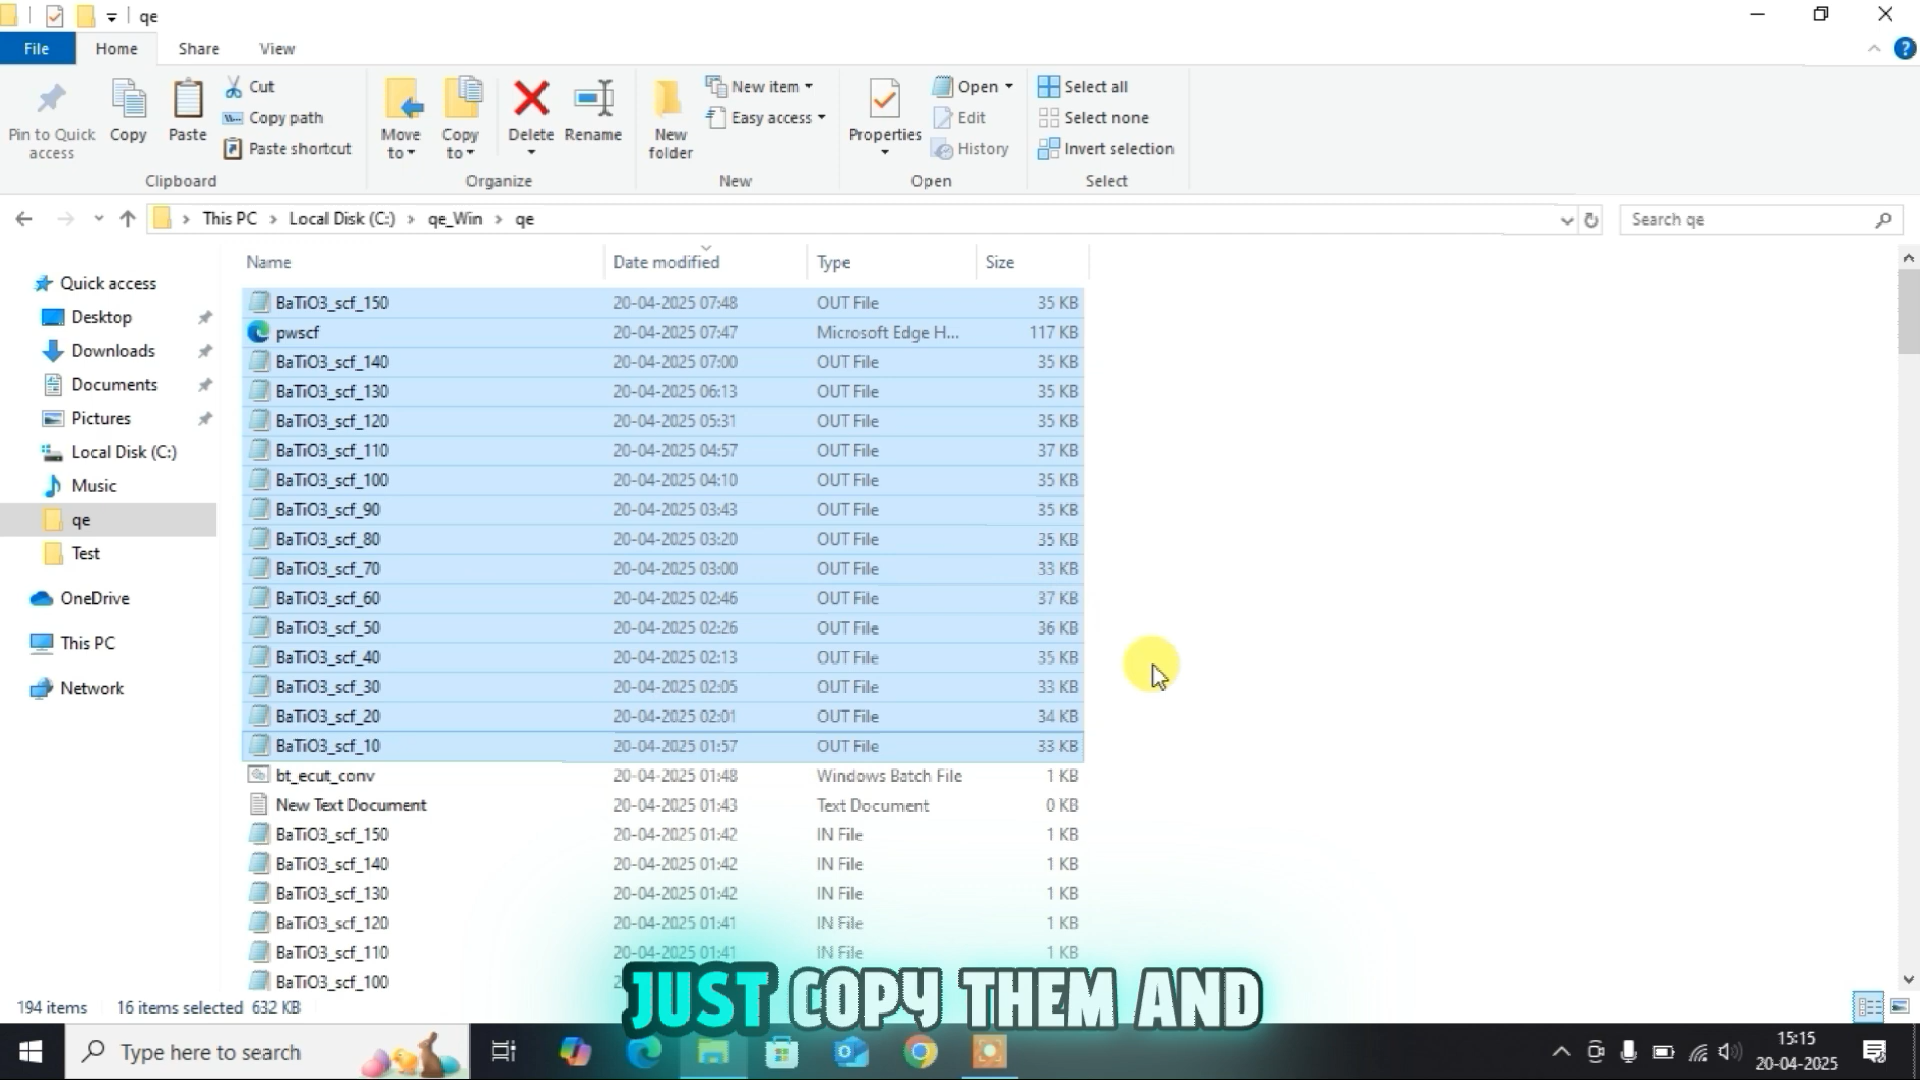 qe
File Home Share View
Pin to Quick access
Copy
Paste
Cut
Copy path
Paste shortcut
Clipboard
Move to
Copy to
Delete
Rename
Organize
New folder
New item
Easy access
New
Properties
Open
Edit
History
Open
Select all
Select none
Invert selection
Select
This PC Local Disk (C:) qe_Win qe
Search qe
Quick access
Desktop
Downloads
Documents
Pictures
Local Disk (C:)
Music
qe
Test
OneDrive
This PC
Network
Name Date modified Type Size
BaTiO3_scf_150 20-04-2025 07:48 OUT File 35 KB
pwscf 20-04-2025 07:47 Microsoft Edge H... 117 KB
BaTiO3_scf_140 20-04-2025 07:00 OUT File 35 KB
BaTiO3_scf_130 20-04-2025 06:13 OUT File 35 KB
BaTiO3_scf_120 20-04-2025 05:31 OUT File 35 KB
BaTiO3_scf_110 20-04-2025 04:57 OUT File 37 KB
BaTiO3_scf_100 20-04-2025 04:10 OUT File 35 KB
BaTiO3_scf_90 20-04-2025 03:43 OUT File 35 KB
BaTiO3_scf_80 20-04-2025 03:20 OUT File 35 KB
BaTiO3_scf_70 20-04-2025 03:00 OUT File 33 KB
BaTiO3_scf_60 20-04-2025 02:46 OUT File 37 KB
BaTiO3_scf_50 20-04-2025 02:26 OUT File 36 KB
BaTiO3_scf_40 20-04-2025 02:13 OUT File 35 KB
BaTiO3_scf_30 20-04-2025 02:05 OUT File 33 KB
BaTiO3_scf_20 20-04-2025 02:01 OUT File 34 KB
BaTiO3_scf_10 20-04-2025 01:57 OUT File 33 KB
bt_ecut_conv 20-04-2025 01:48 Windows Batch File 1 KB
New Text Document 20-04-2025 01:43 Text Document 0 KB
BaTiO3_scf_150 20-04-2025 01:42 IN File 1 KB
BaTiO3_scf_140 20-04-2025 01:42 IN File 1 KB
BaTiO3_scf_130 20-04-2025 01:42 IN File 1 KB
BaTiO3_scf_120 20-04-2025 01:41 IN File 1 KB
BaTiO3_scf_110 20-04-2025 01:41 IN File 1 KB
BaTiO3_scf_100
JUST COPY THEM AND
194 items 16 items selected 632 KB
Type here to search
15:15
20-04-2025